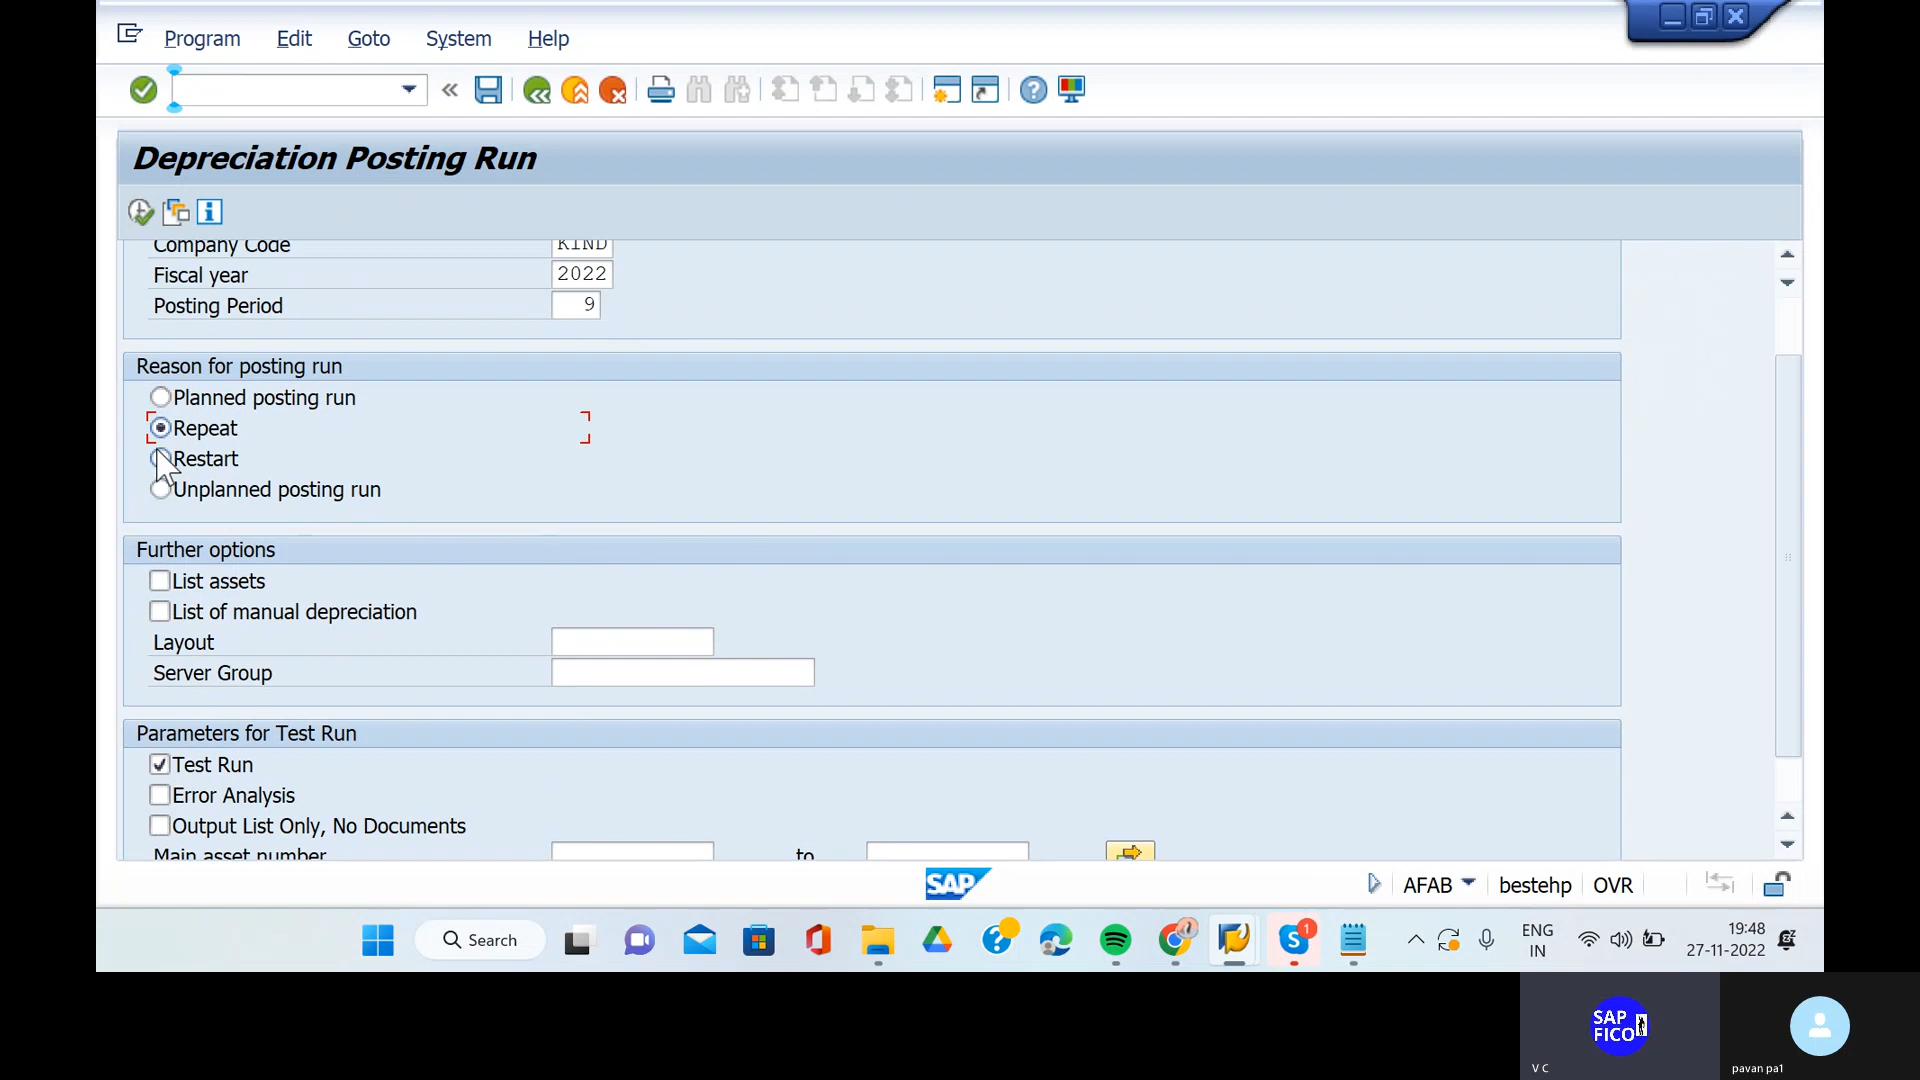 Program Edit Goto System Help
Depreciation Posting Run
Company Code KIND
Fiscal year 2022
Posting Period 9
Reason for posting run
Planned posting run
Repeat
Restart
Unplanned posting run
Further options
List assets
List of manual depreciation
Layout
Server Group
Parameters for Test Run
Test Run
Error Analysis
Output List Only, No Documents
Main asset number to
SAP AFAB bestehp OVR
Search 1 ENG IN 19:48 27-11-2022
SAP FICO
V C pavan pa1